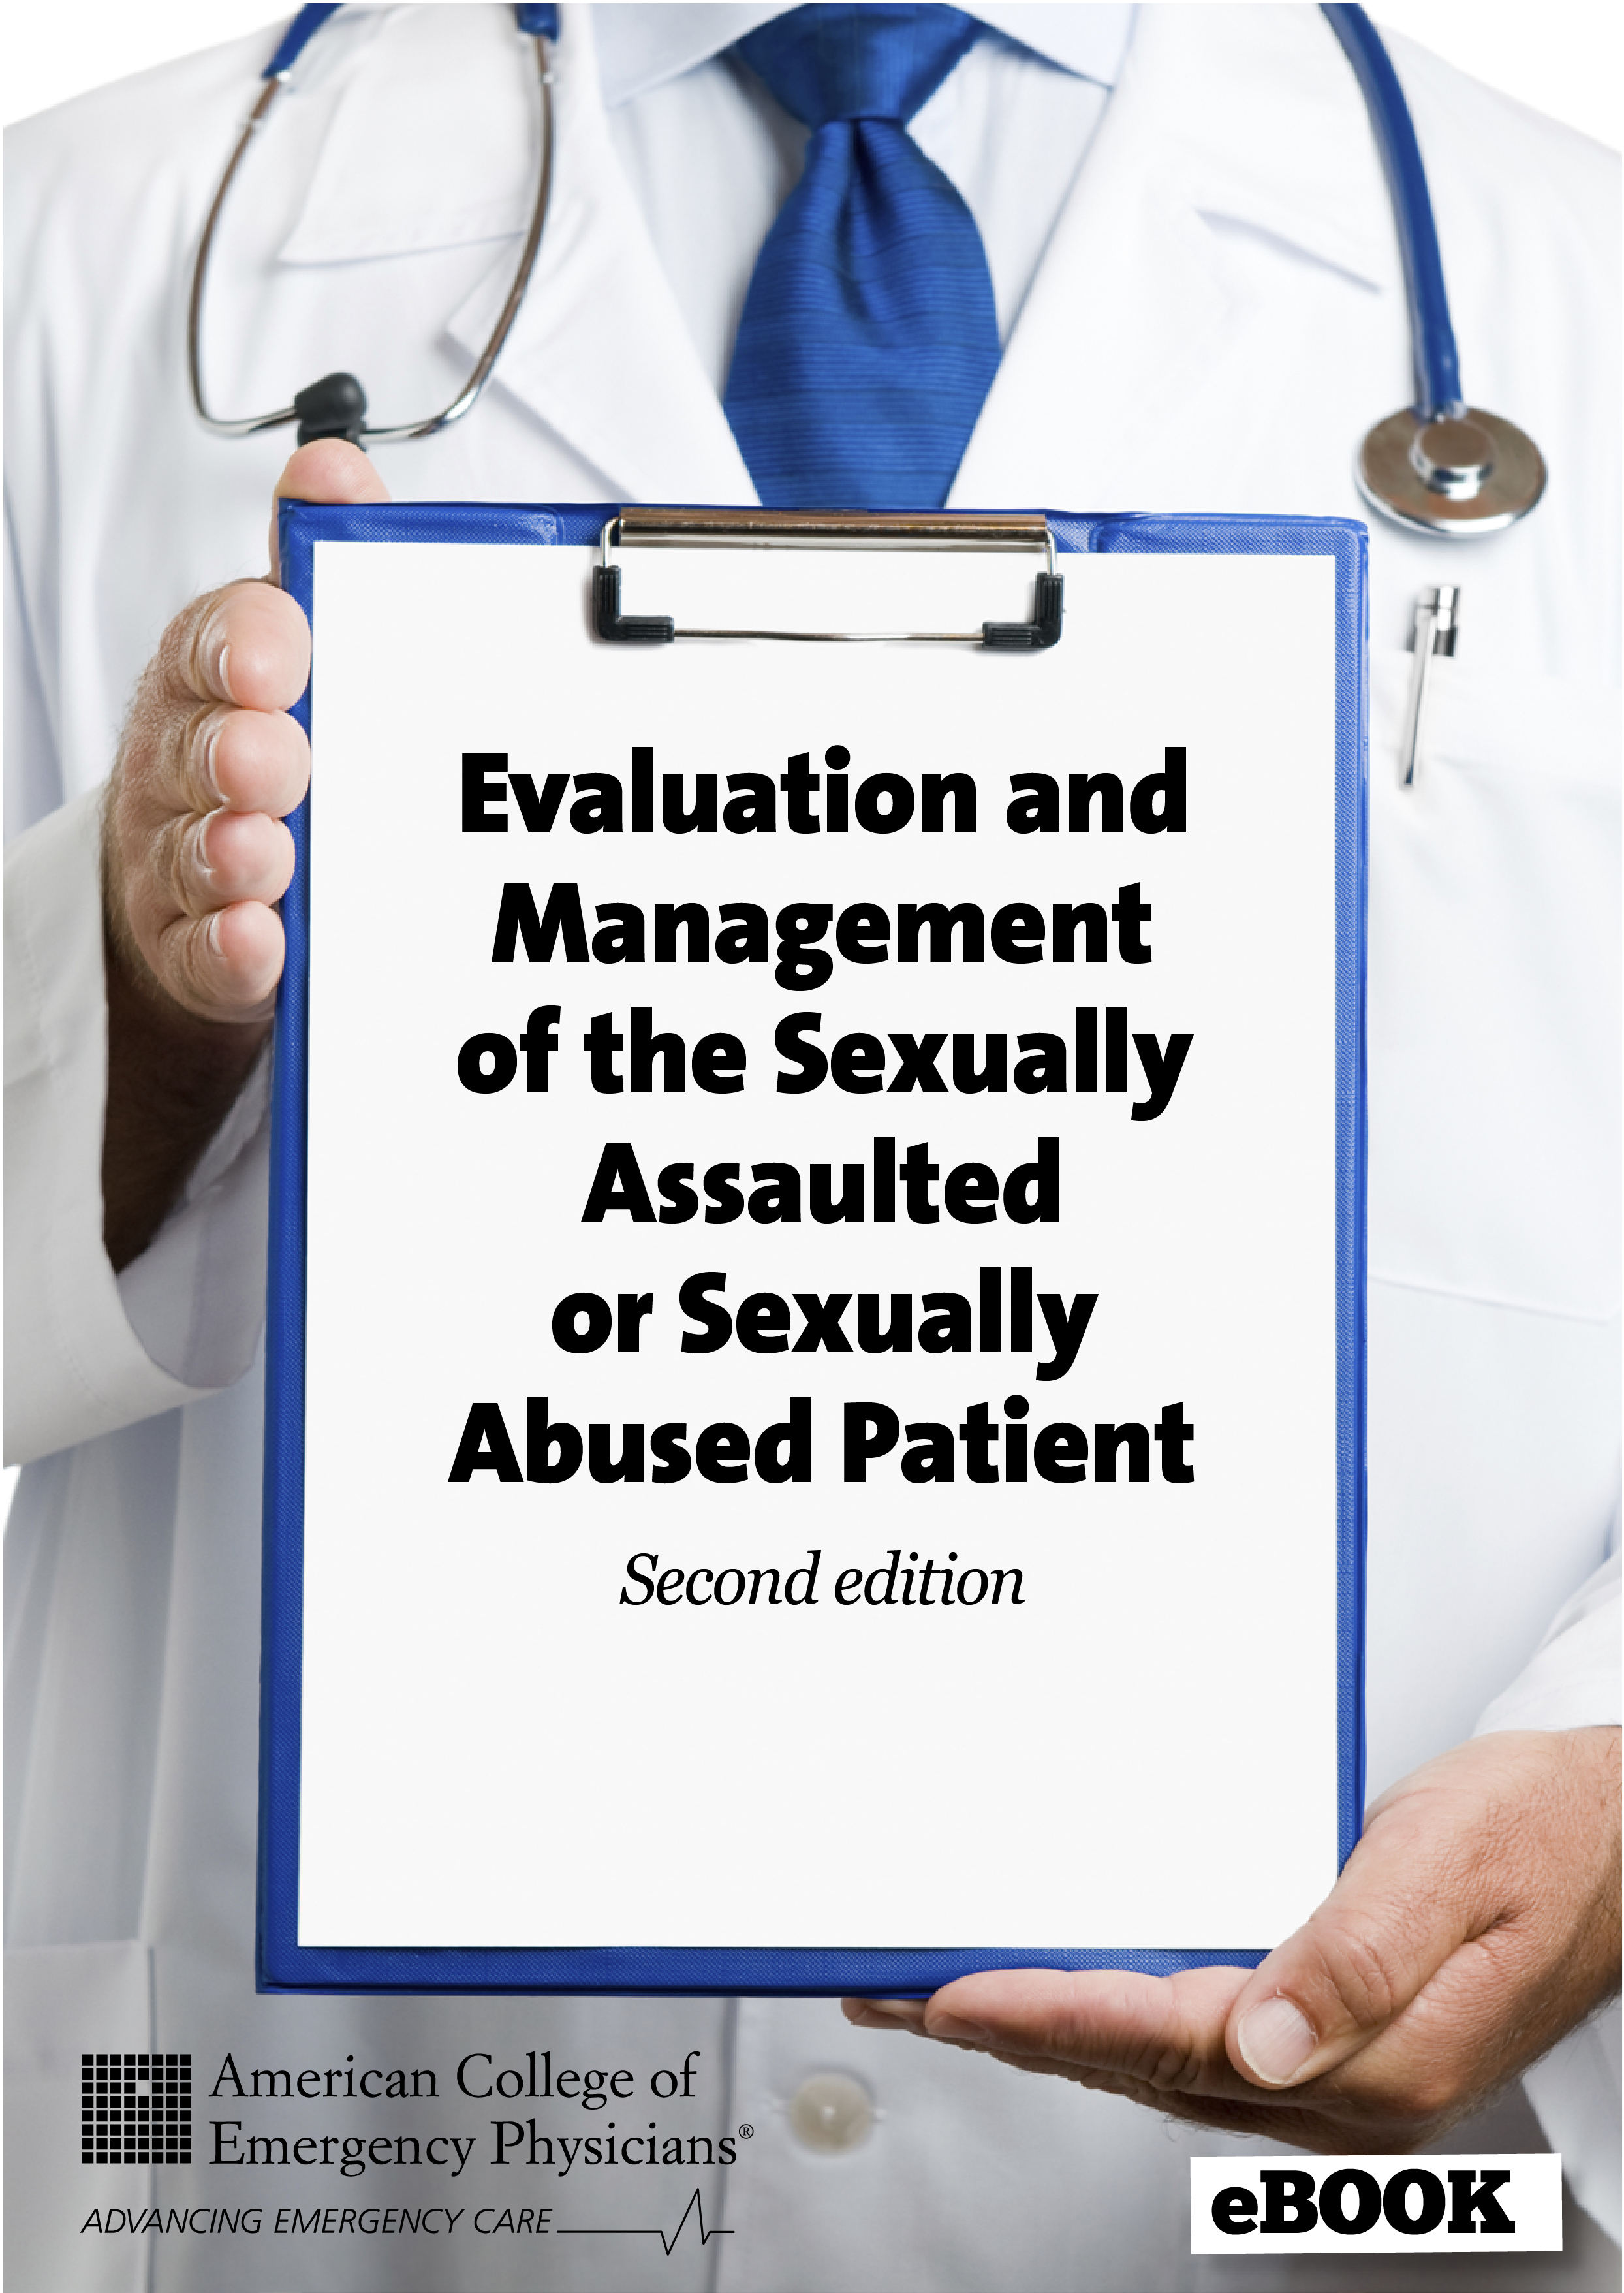 Evaluation and
Management
of the Sexually
Assaulted
or Sexually
Abused Patient
Second edition
American College of
Emergency Physicians®
ADVANCING EMERGENCY CARE
eBOOK